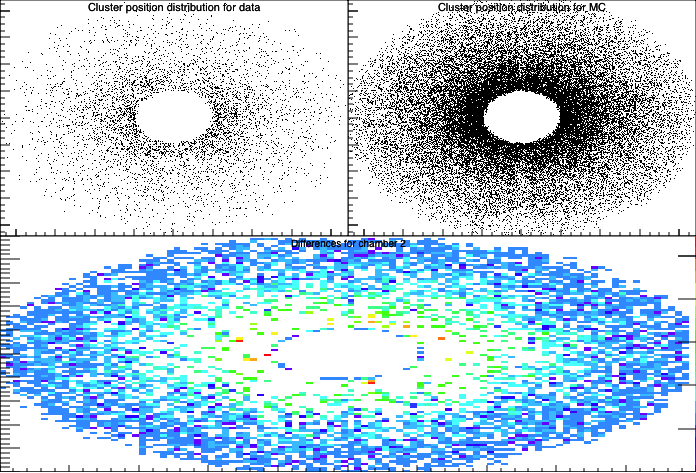 Cluster position distribution for data
Cluster position distribution for MC
Differences for chamber 2